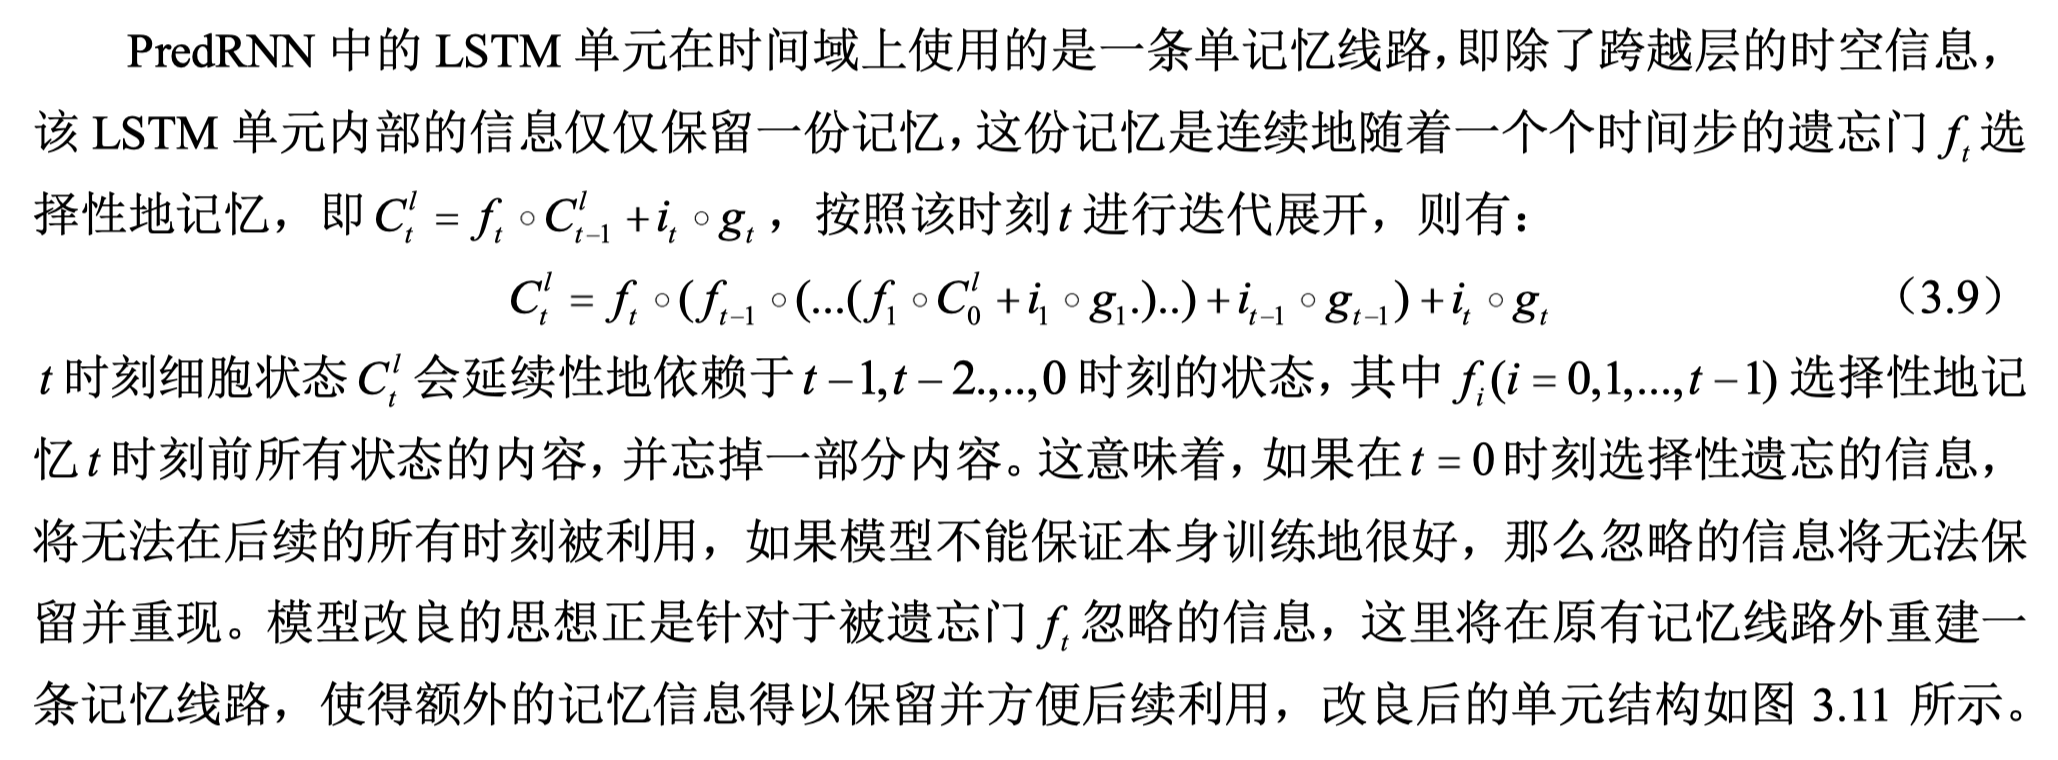 PredRNN 中的 LSTM 单元在时间域上使用的是一条单记忆线路，即除了跨越层的时空信息，
该 LSTM 单元内部的信息仅仅保留一份记忆，这份记忆是连续地随着一个个时间步的遗忘门 f_t 选
择性地记忆，即 C_t^l = f_t ∘ C_{t-1}^l + i_t ∘ g_t，按照该时刻 t 进行迭代展开，则有：
C_t^l = f_t ∘ (f_{t-1} ∘ (...(f_1 ∘ C_0^l + i_1 ∘ g_1.)..) + i_{t-1} ∘ g_{t-1}) + i_t ∘ g_t （3.9）
t 时刻细胞状态 C_t^l 会延续性地依赖于 t−1,t−2.,..,0 时刻的状态，其中 f_i(i = 0,1,...,t−1) 选择性地记
忆 t 时刻前所有状态的内容，并忘掉一部分内容。这意味着，如果在 t = 0 时刻选择性遗忘的信息，
将无法在后续的所有时刻被利用，如果模型不能保证本身训练地很好，那么忽略的信息将无法保
留并重现。模型改良的思想正是针对于被遗忘门 f_t 忽略的信息，这里将在原有记忆线路外重建一
条记忆线路，使得额外的记忆信息得以保留并方便后续利用，改良后的单元结构如图 3.11 所示。